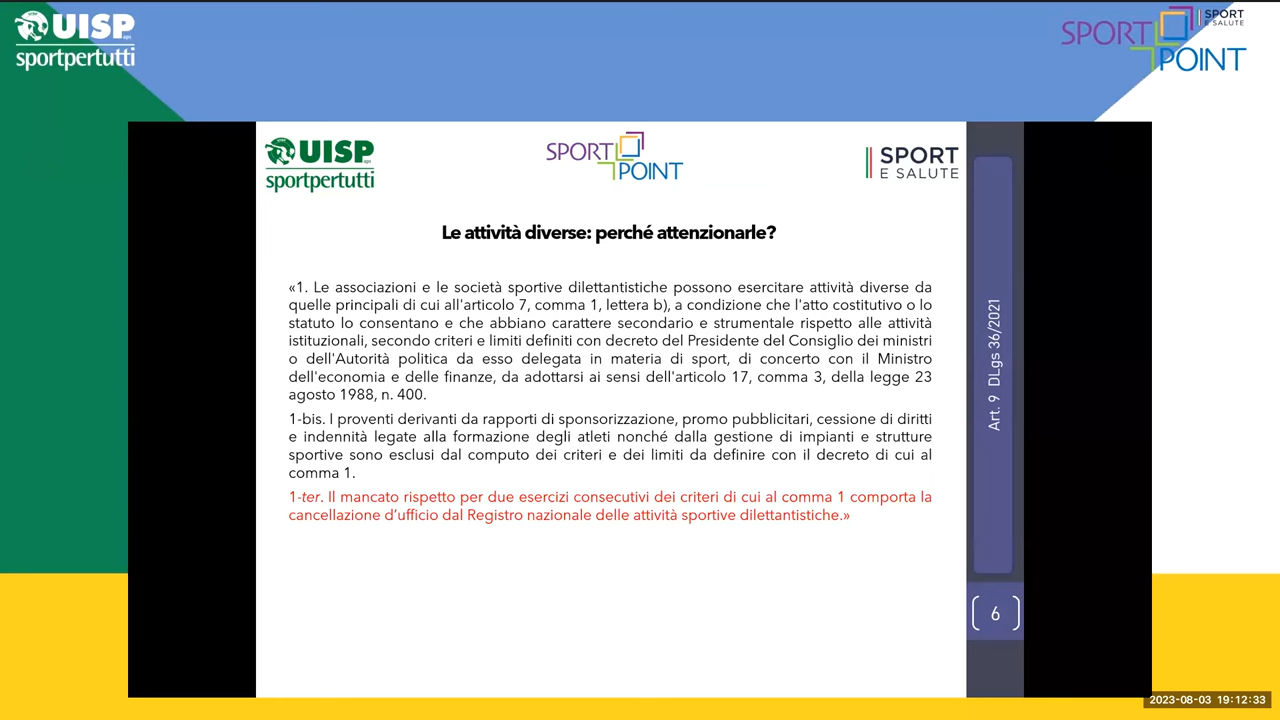 UISP aps
sportpertutti
SPORT
POINT
SPORT
E SALUTE
UISP aps
sportpertutti
SPORT
POINT
SPORT
E SALUTE
Le attività diverse: perché attenzionarle?
«1. Le associazioni e le società sportive dilettantistiche possono esercitare attività diverse da
quelle principali di cui all'articolo 7, comma 1, lettera b), a condizione che l'atto costitutivo o lo
statuto lo consentano e che abbiano carattere secondario e strumentale rispetto alle attività
istituzionali, secondo criteri e limiti definiti con decreto del Presidente del Consiglio dei ministri
o dell'Autorità politica da esso delegata in materia di sport, di concerto con il Ministro
dell'economia e delle finanze, da adottarsi ai sensi dell'articolo 17, comma 3, della legge 23
agosto 1988, n. 400.
1-bis. I proventi derivanti da rapporti di sponsorizzazione, promo pubblicitari, cessione di diritti
e indennità legate alla formazione degli atleti nonché dalla gestione di impianti e strutture
sportive sono esclusi dal computo dei criteri e dei limiti da definire con il decreto di cui al
comma 1.
1-ter. Il mancato rispetto per due esercizi consecutivi dei criteri di cui al comma 1 comporta la
cancellazione d'ufficio dal Registro nazionale delle attività sportive dilettantistiche.»
Art. 9 DLgs 36/2021
6
2023-08-03 19:12:33